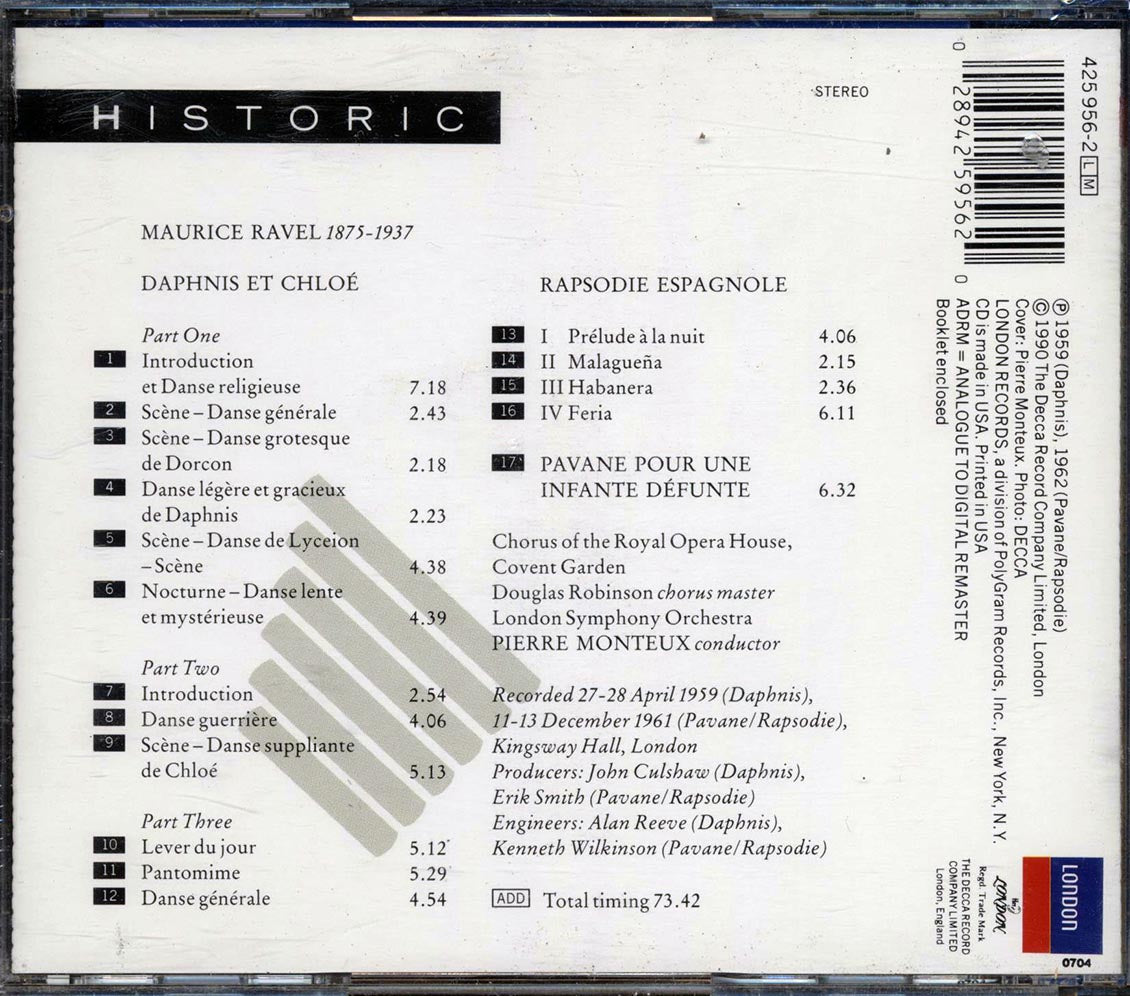 HISTORIC
STEREO
MAURICE RAVEL 1875-1937
DAPHNIS ET CHLOÉ
Part One
1 Introduction
et Danse religieuse 7.18
2 Scène – Danse générale 2.43
3 Scène – Danse grotesque
de Dorcon 2.18
4 Danse légère et gracieux
de Daphnis 2.23
5 Scène – Danse de Lyceion
– Scène 4.38
6 Nocturne – Danse lente
et mystérieuse 4.39
Part Two
7 Introduction 2.54
8 Danse guerrière 4.06
9 Scène – Danse suppliante
de Chloé 5.13
Part Three
10 Lever du jour 5.12
11 Pantomime 5.29
12 Danse générale 4.54
RAPSODIE ESPAGNOLE
13 I Prélude à la nuit 4.06
14 II Malagueña 2.15
15 III Habanera 2.36
16 IV Feria 6.11
17 PAVANE POUR UNE
INFANTE DÉFUNTE 6.32
Chorus of the Royal Opera House,
Covent Garden
Douglas Robinson chorus master
London Symphony Orchestra
PIERRE MONTEUX conductor
Recorded 27-28 April 1959 (Daphnis),
11-13 December 1961 (Pavane/Rapsodie),
Kingsway Hall, London
Producers: John Culshaw (Daphnis),
Erik Smith (Pavane/Rapsodie)
Engineers: Alan Reeve (Daphnis),
Kenneth Wilkinson (Pavane/Rapsodie)
ADD Total timing 73.42
425 956-2 LM
0 28942 59562 0
Ⓟ 1959 (Daphnis), 1962 (Pavane/Rapsodie)
© 1990 The Decca Record Company Limited, London
Cover: Pierre Monteux. Photo: DECCA
LONDON RECORDS, a division of PolyGram Records, Inc., New York, N.Y.
CD is made in USA. Printed in USA
ADRM = ANALOGUE TO DIGITAL REMASTER
Booklet enclosed
LONDON
LONDON
Regd. Trade Mark
THE DECCA RECORD
COMPANY LIMITED
London, England
0704